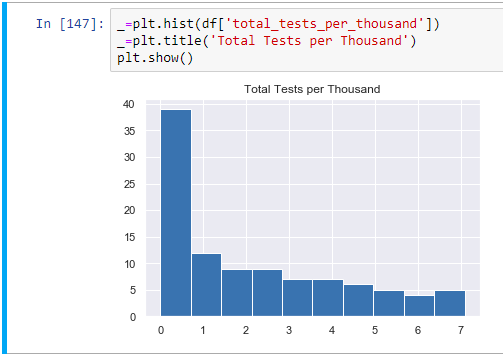 In [147]: _=plt.hist(df['total_tests_per_thousand'])
_=plt.title('Total Tests per Thousand')
plt.show()
Total Tests per Thousand
40
35
30
25
20
15
10
5
0
0 1 2 3 4 5 6 7